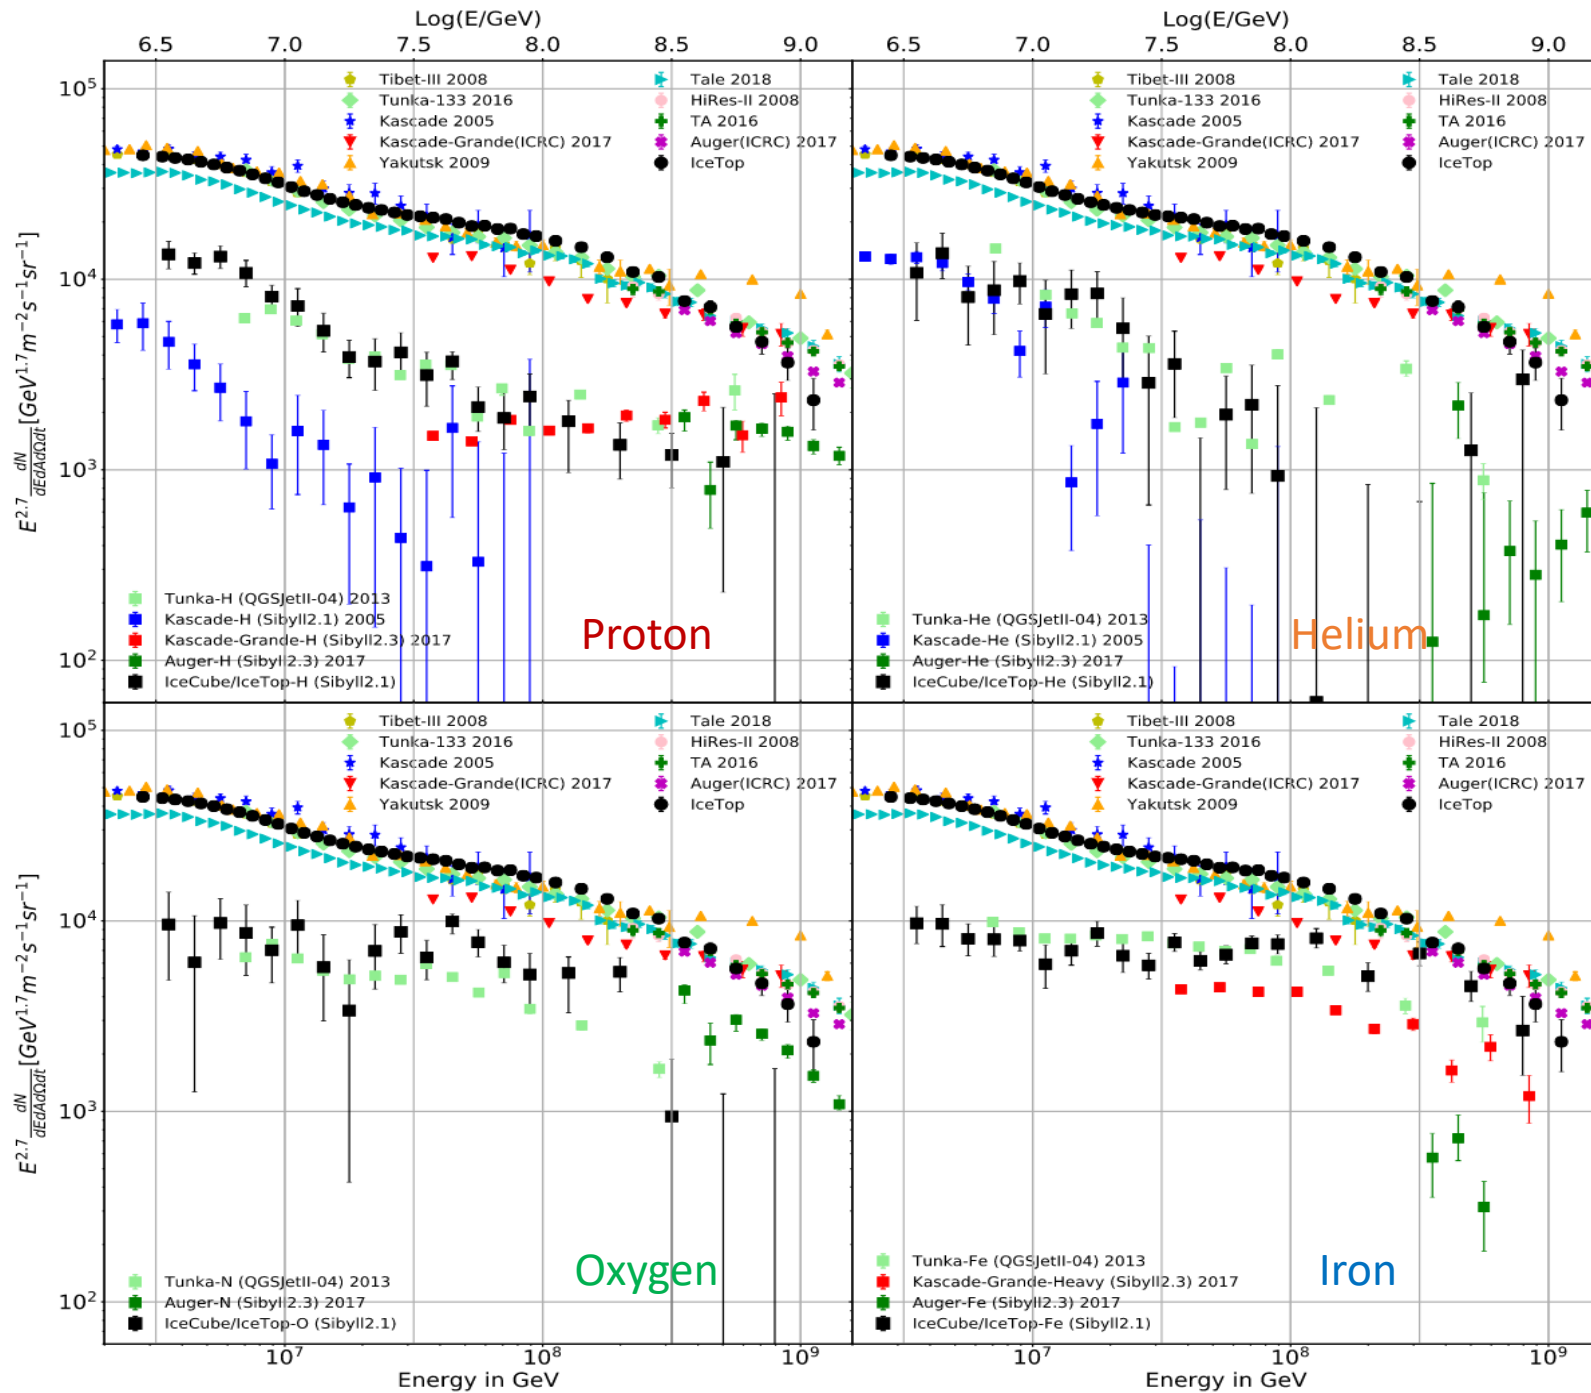 Log(E/GeV) Log(E/GeV)
6.5 7.0 7.5 8.0 8.5 9.0 6.5 7.0 7.5 8.0 8.5 9.0
10^5
10^4
10^3
10^2
E^2.7 dN/dEdAdΩdt [GeV^1.7 m^−2 s^−1 sr^−1]
Tibet-III 2008
Tunka-133 2016
Kascade 2005
Kascade-Grande(ICRC) 2017
Yakutsk 2009
Tale 2018
HiRes-II 2008
TA 2016
Auger(ICRC) 2017
IceTop
Tunka-H (QGSJetII-04) 2013
Kascade-H (Sibyll2.1) 2005
Kascade-Grande-H (Sibyll2.3) 2017
Auger-H (Sibyll2.3) 2017
IceCube/IceTop-H (Sibyll2.1)
Proton
Tibet-III 2008
Tunka-133 2016
Kascade 2005
Kascade-Grande(ICRC) 2017
Yakutsk 2009
Tale 2018
HiRes-II 2008
TA 2016
Auger(ICRC) 2017
IceTop
Tunka-He (QGSJetII-04) 2013
Kascade-He (Sibyll2.1) 2005
Auger-He (Sibyll2.3) 2017
IceCube/IceTop-He (Sibyll2.1)
Helium
10^5
10^4
10^3
10^2
E^2.7 dN/dEdAdΩdt [GeV^1.7 m^−2 s^−1 sr^−1]
Tibet-III 2008
Tunka-133 2016
Kascade 2005
Kascade-Grande(ICRC) 2017
Yakutsk 2009
Tale 2018
HiRes-II 2008
TA 2016
Auger(ICRC) 2017
IceTop
Tunka-N (QGSJetII-04) 2013
Auger-N (Sibyll2.3) 2017
IceCube/IceTop-O (Sibyll2.1)
Oxygen
Tibet-III 2008
Tunka-133 2016
Kascade 2005
Kascade-Grande(ICRC) 2017
Yakutsk 2009
Tale 2018
HiRes-II 2008
TA 2016
Auger(ICRC) 2017
IceTop
Tunka-Fe (QGSJetII-04) 2013
Kascade-Grande-Heavy (Sibyll2.3) 2017
Auger-Fe (Sibyll2.3) 2017
IceCube/IceTop-Fe (Sibyll2.1)
Iron
10^7 10^8 10^9 10^7 10^8 10^9
Energy in GeV Energy in GeV